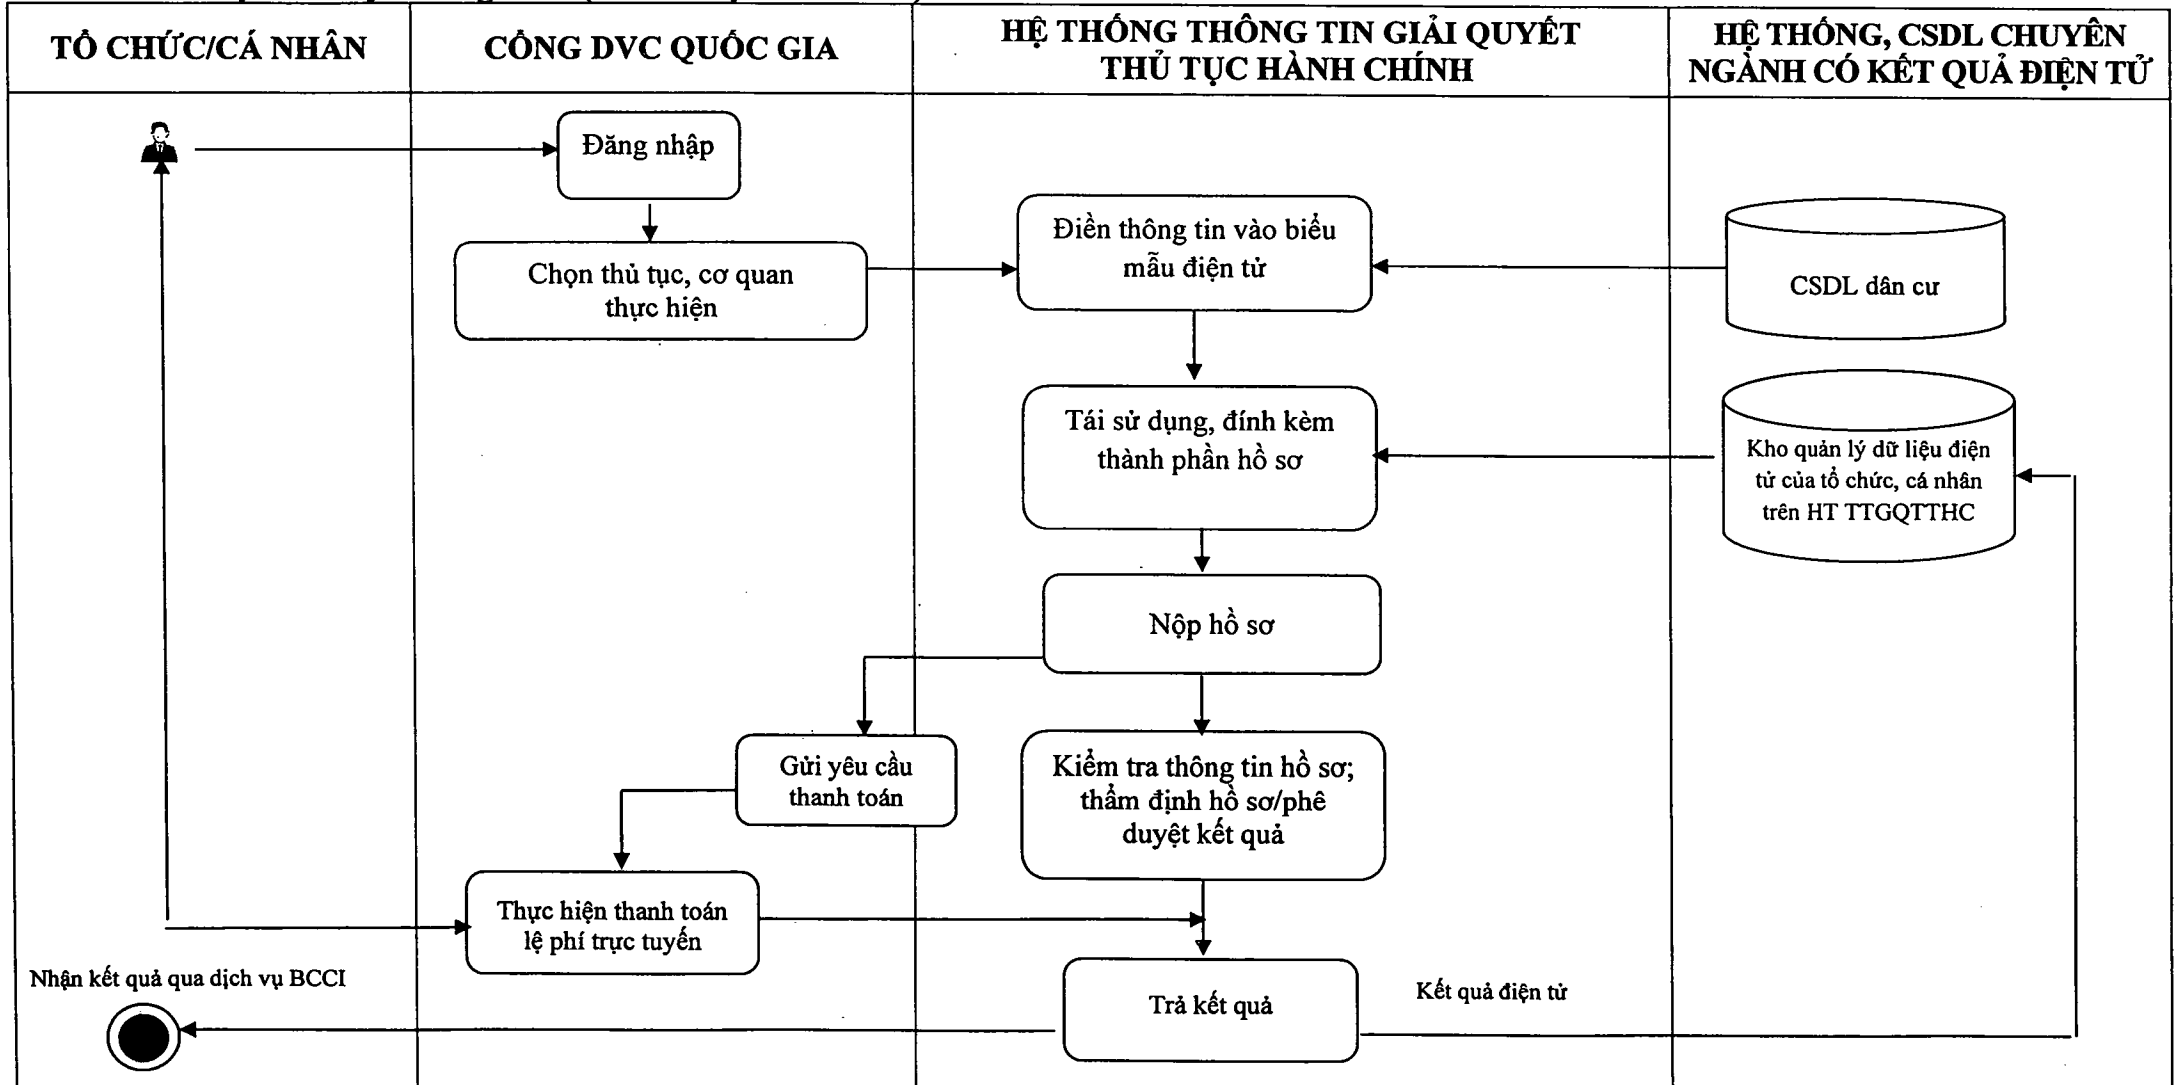 TỔ CHỨC/CÁ NHÂN
CỔNG DVC QUỐC GIA
HỆ THỐNG THÔNG TIN GIẢI QUYẾT
THỦ TỤC HÀNH CHÍNH
HỆ THỐNG, CSDL CHUYÊN
NGÀNH CÓ KẾT QUẢ ĐIỆN TỬ
Đăng nhập
Chọn thủ tục, cơ quan
thực hiện
Điền thông tin vào biểu
mẫu điện tử
CSDL dân cư
Tái sử dụng, đính kèm
thành phần hồ sơ
Kho quản lý dữ liệu điện
tử của tổ chức, cá nhân
trên HT TTGQTTHC
Nộp hồ sơ
Gửi yêu cầu
thanh toán
Kiểm tra thông tin hồ sơ;
thẩm định hồ sơ/phê
duyệt kết quả
Thực hiện thanh toán
lệ phí trực tuyến
Nhận kết quả qua dịch vụ BCCI
Trả kết quả
Kết quả điện tử